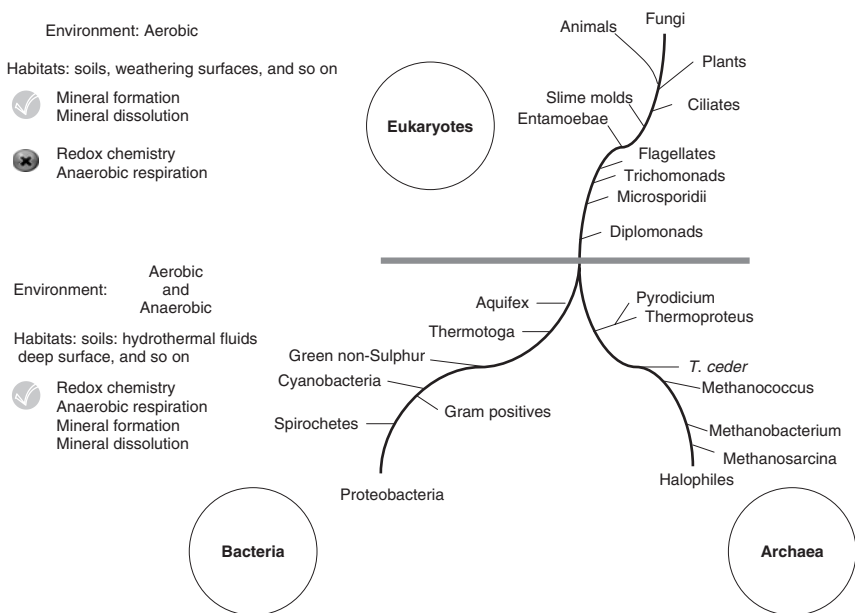 Environment: Aerobic
Habitats: soils, weathering surfaces, and so on
Mineral formation
Mineral dissolution
Redox chemistry
Anaerobic respiration
Eukaryotes
Fungi
Animals
Plants
Slime molds
Ciliates
Entamoebae
Flagellates
Trichomonads
Microsporidii
Diplomonads
Environment:
Aerobic
and
Anaerobic
Habitats: soils: hydrothermal fluids
deep surface, and so on
Redox chemistry
Anaerobic respiration
Mineral formation
Mineral dissolution
Aquifex
Thermotoga
Green non-Sulphur
Cyanobacteria
Gram positives
Spirochetes
Proteobacteria
Pyrodicium
Thermoproteus
T. ceder
Methanococcus
Methanobacterium
Methanosarcina
Halophiles
Bacteria
Archaea